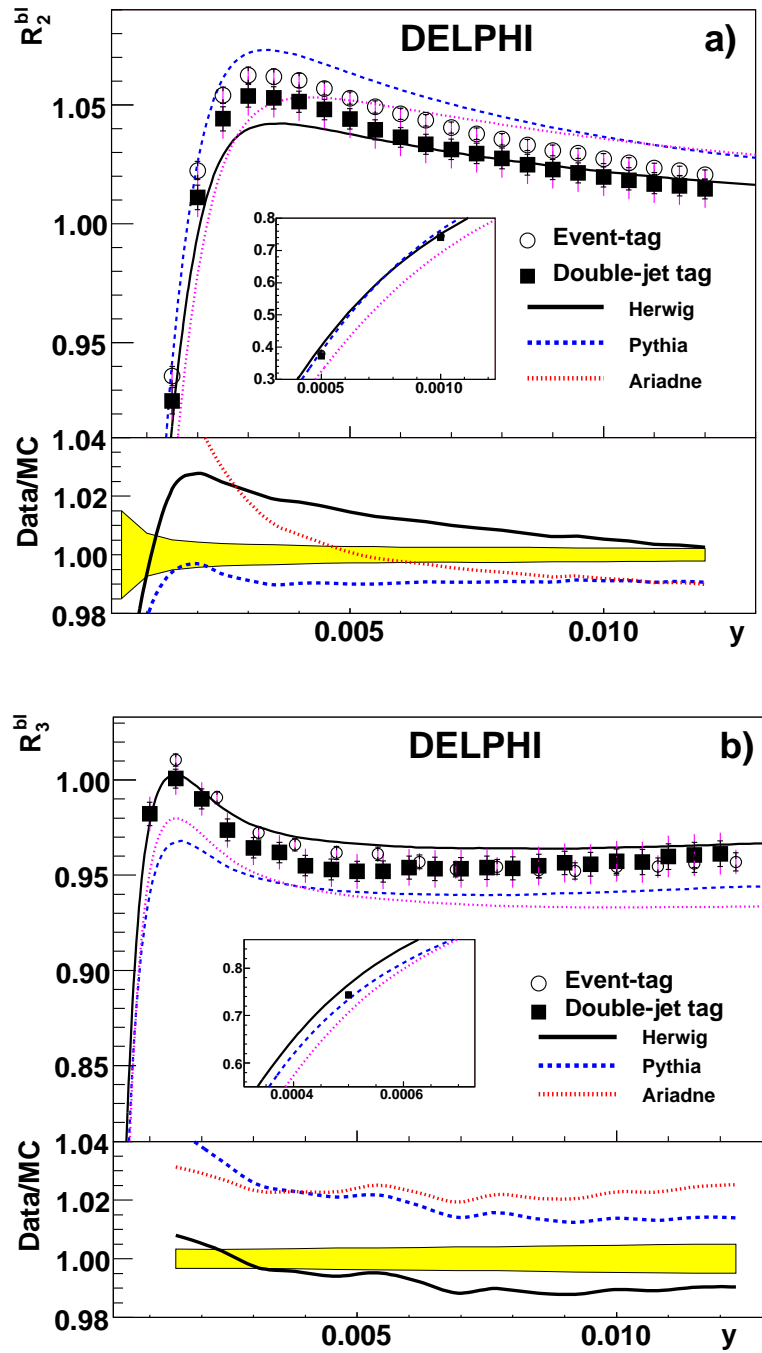 R2^bl
DELPHI
a)
1.05
1.00
0.95
0.8
0.7
0.6
0.5
0.4
0.3
0.0005
0.0010
Event-tag
Double-jet tag
Herwig
Pythia
Ariadne
Data/MC
1.04
1.02
1.00
0.98
0.005
0.010
y
R3^bl
DELPHI
b)
1.00
0.95
0.90
0.85
0.8
0.7
0.6
0.0004
0.0006
Event-tag
Double-jet tag
Herwig
Pythia
Ariadne
Data/MC
1.04
1.02
1.00
0.98
0.005
0.010
y